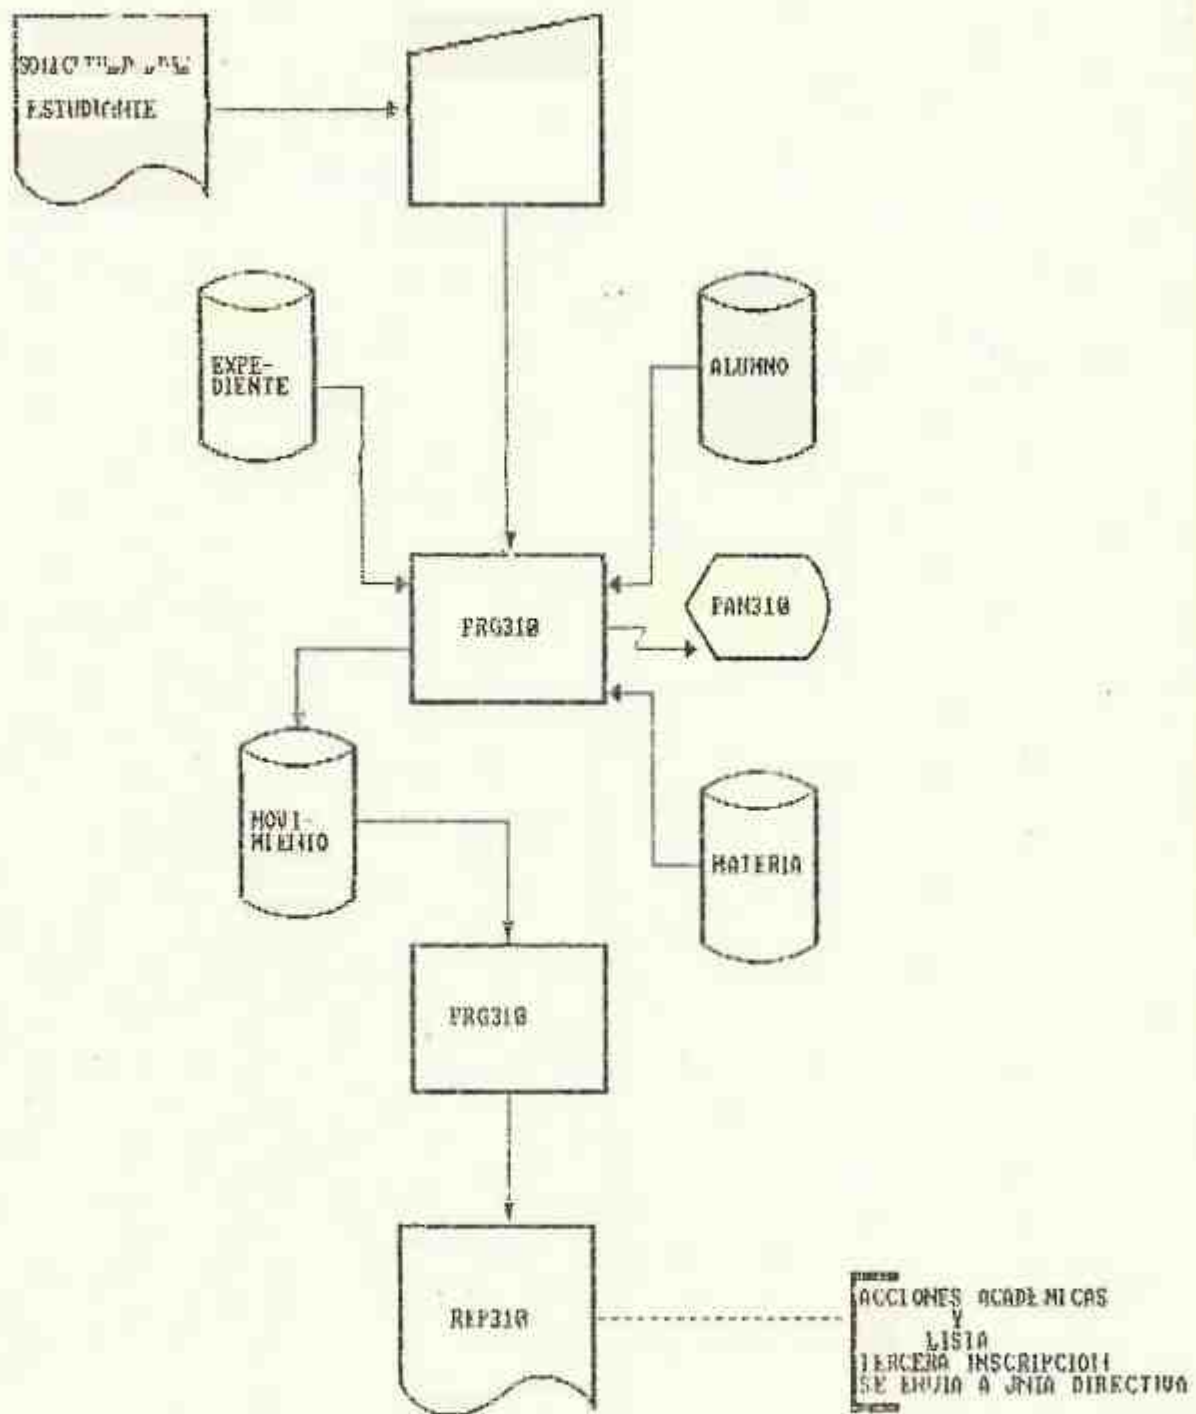 ESTUDIANTE
EXPE-
DIENTE
ALUMNO
PRG310
PAN310
MOVI-
MIENTO
MATERIA
PRG310
REP310
ACCIONES ACADEMICAS
Y
LISTA
TERCERA INSCRIPCION
SE ENVIA A JNTA DIRECTIVA